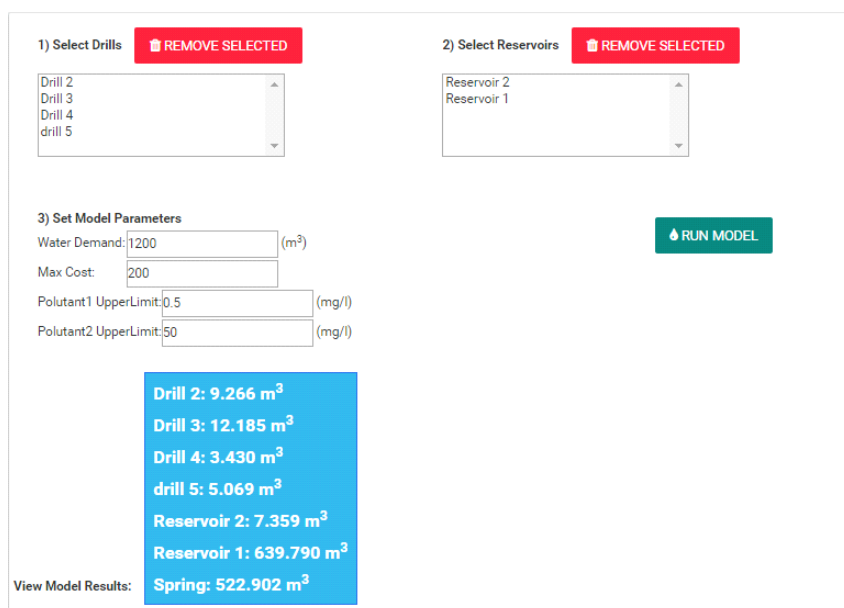 1) Select Drills
REMOVE SELECTED
2) Select Reservoirs
REMOVE SELECTED
Drill 2
Drill 3
Drill 4
drill 5
Reservoir 2
Reservoir 1
3) Set Model Parameters
Water Demand: 1200 (m³)
Max Cost: 200
Polutant1 UpperLimit: 0.5 (mg/l)
Polutant2 UpperLimit: 50 (mg/l)
RUN MODEL
Drill 2: 9.266 m³
Drill 3: 12.185 m³
Drill 4: 3.430 m³
drill 5: 5.069 m³
Reservoir 2: 7.359 m³
Reservoir 1: 639.790 m³
View Model Results: Spring: 522.902 m³